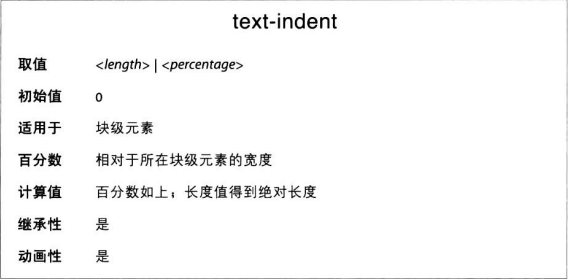 text-indent
取值 <length> | <percentage>
初始值 0
适用于 块级元素
百分数 相对于所在块级元素的宽度
计算值 百分数如上；长度值得到绝对长度
继承性 是
动画性 是